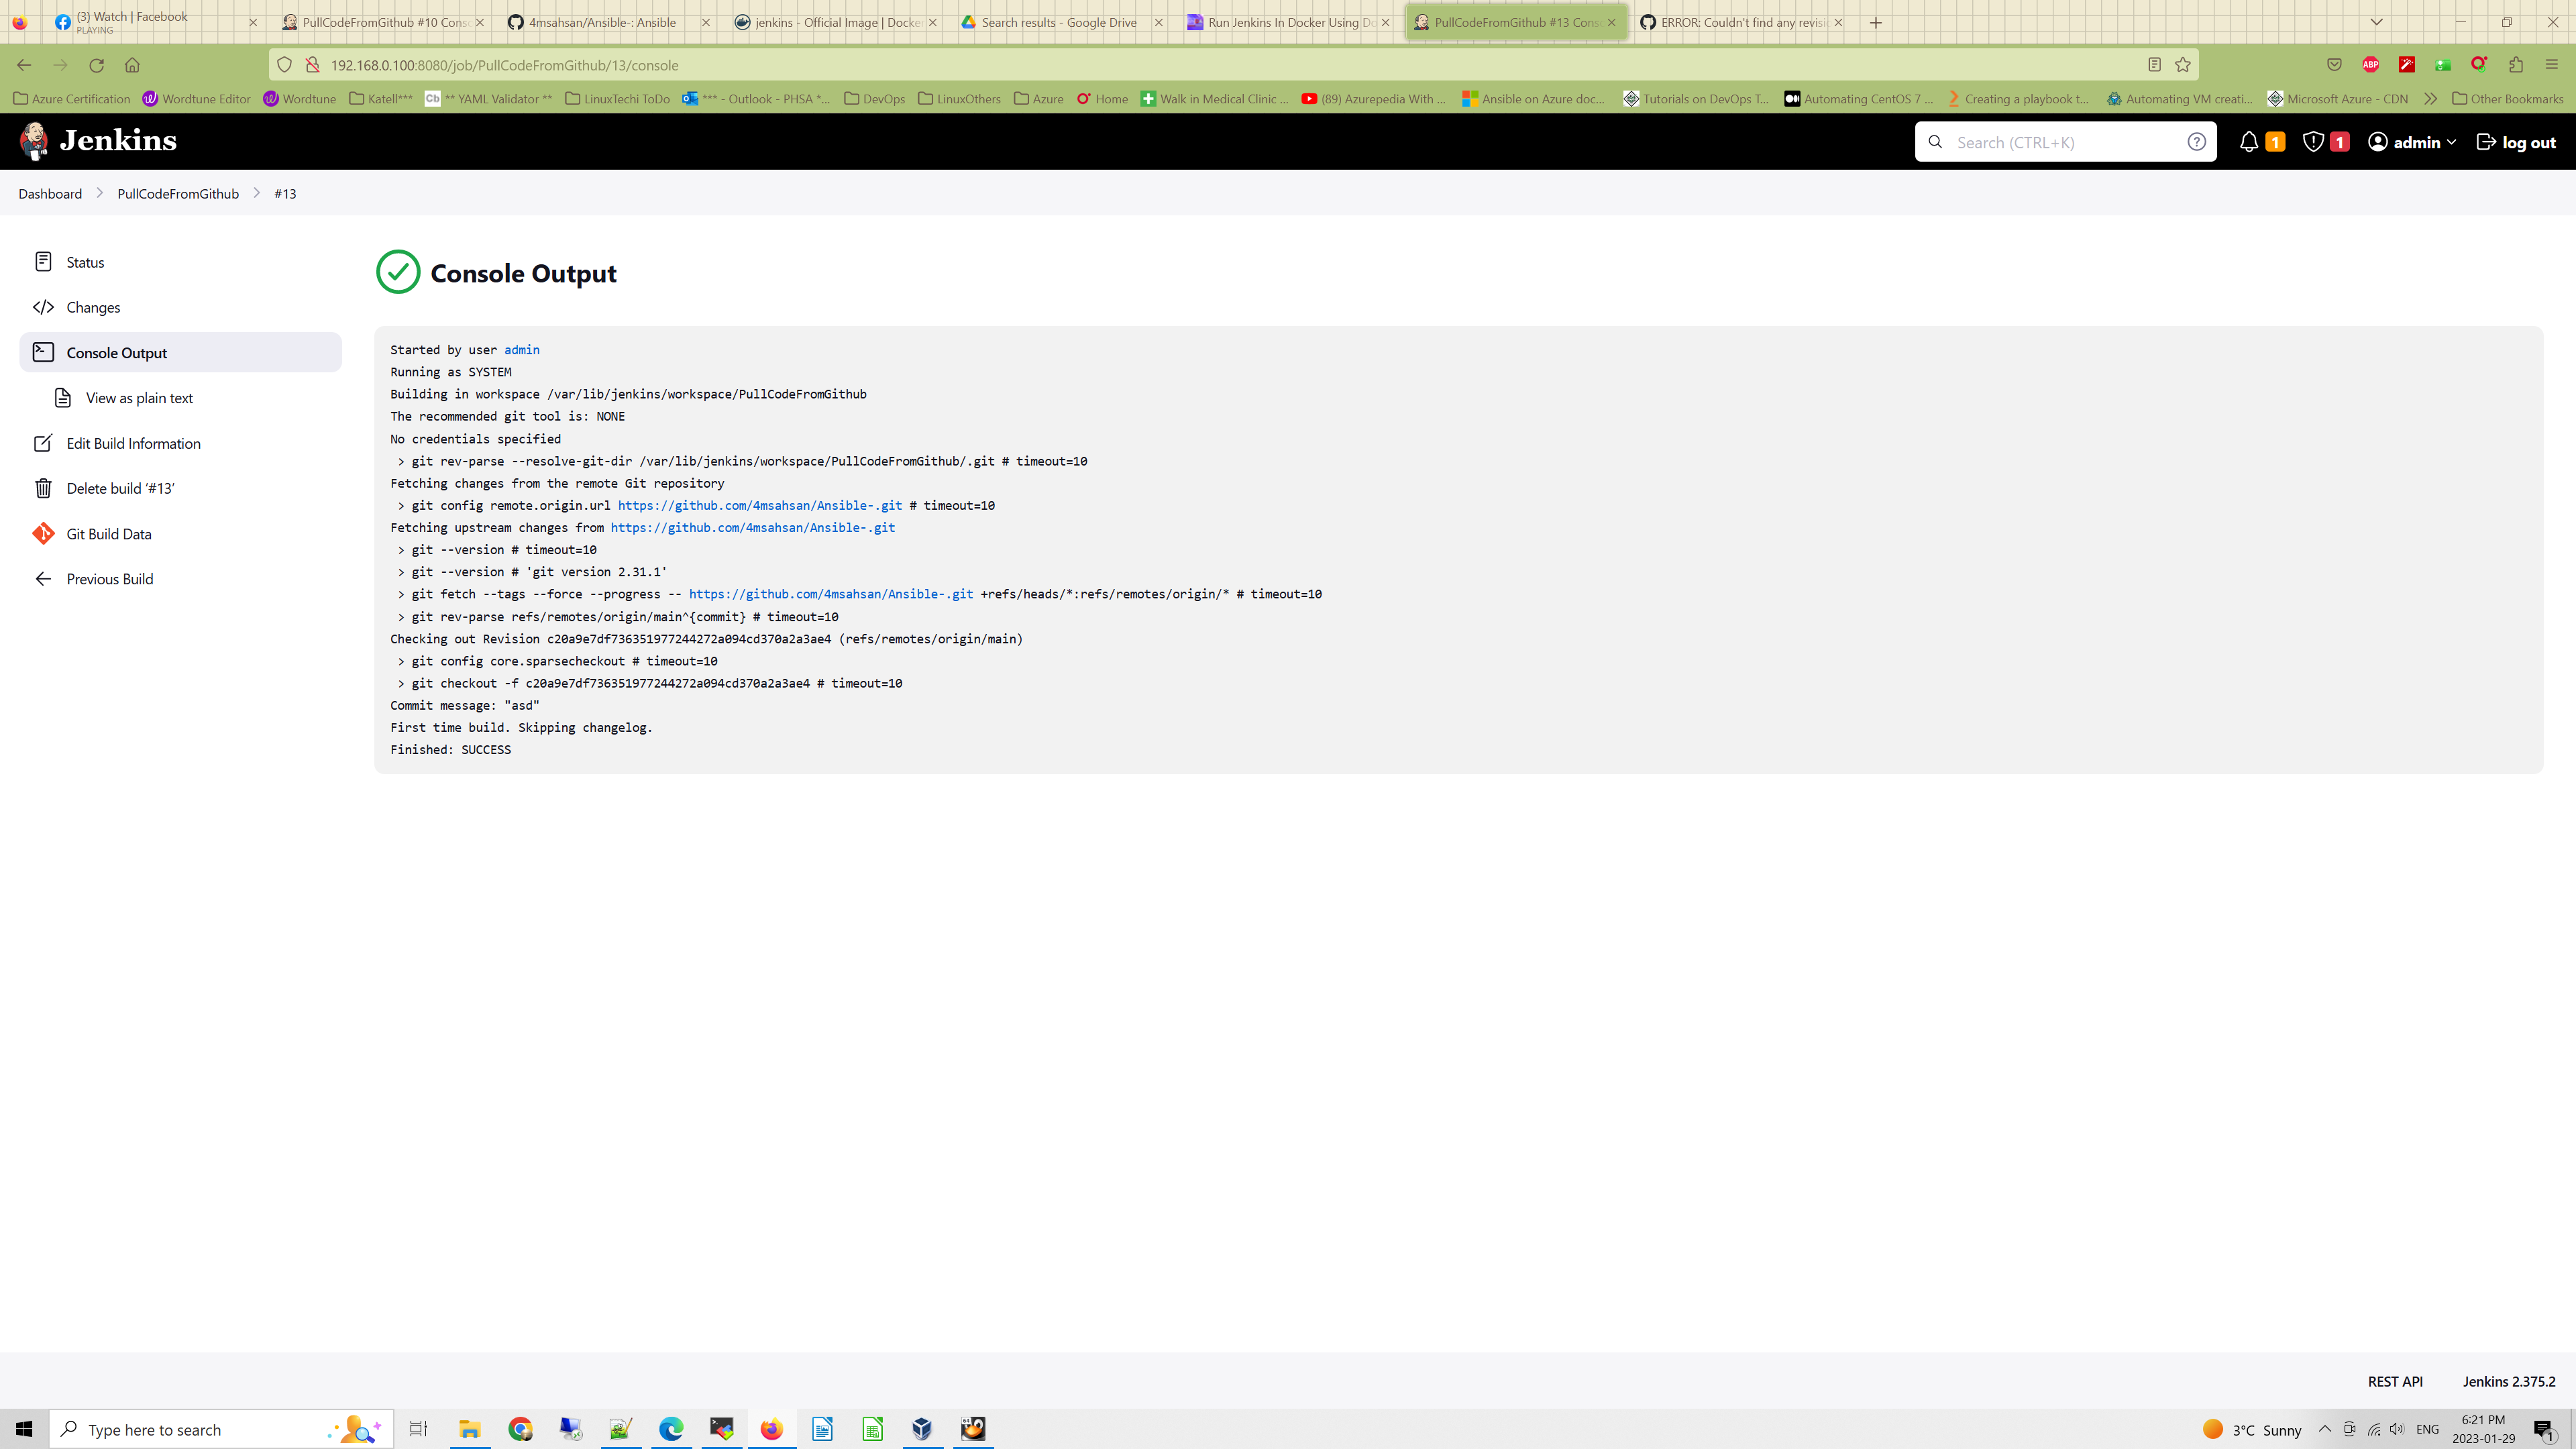 (3) Watch | Facebook
PLAYING
PullCodeFromGithub #10 Conso
4msahsan/Ansible-: Ansible
jenkins - Official Image | Docker
Search results - Google Drive
Run Jenkins In Docker Using Do
PullCodeFromGithub #13 Conso
ERROR: Couldn't find any revisio
192.168.0.100:8080/job/PullCodeFromGithub/13/console
ABP
Azure Certification
Wordtune Editor
Wordtune
Katell***
Cb
** YAML Validator **
LinuxTechi ToDo
*** - Outlook - PHSA *...
DevOps
LinuxOthers
Azure
Home
Walk in Medical Clinic ...
(89) Azurepedia With ...
Ansible on Azure doc...
Tutorials on DevOps T...
Automating CentOS 7 ...
Creating a playbook t...
Automating VM creati...
Microsoft Azure - CDN
Other Bookmarks
Jenkins
Search (CTRL+K)
1
1
admin
log out
Dashboard
PullCodeFromGithub
#13
Status
Changes
Console Output
View as plain text
Edit Build Information
Delete build ‘#13’
Git Build Data
Previous Build
Console Output
Started by user admin
Running as SYSTEM
Building in workspace /var/lib/jenkins/workspace/PullCodeFromGithub
The recommended git tool is: NONE
No credentials specified
> git rev-parse --resolve-git-dir /var/lib/jenkins/workspace/PullCodeFromGithub/.git # timeout=10
Fetching changes from the remote Git repository
> git config remote.origin.url https://github.com/4msahsan/Ansible-.git # timeout=10
Fetching upstream changes from https://github.com/4msahsan/Ansible-.git
> git --version # timeout=10
> git --version # 'git version 2.31.1'
> git fetch --tags --force --progress -- https://github.com/4msahsan/Ansible-.git +refs/heads/*:refs/remotes/origin/* # timeout=10
> git rev-parse refs/remotes/origin/main^{commit} # timeout=10
Checking out Revision c20a9e7df736351977244272a094cd370a2a3ae4 (refs/remotes/origin/main)
> git config core.sparsecheckout # timeout=10
> git checkout -f c20a9e7df736351977244272a094cd370a2a3ae4 # timeout=10
Commit message: "asd"
First time build. Skipping changelog.
Finished: SUCCESS
REST API
Jenkins 2.375.2
Type here to search
3°C Sunny
ENG
6:21 PM
2023-01-29
1